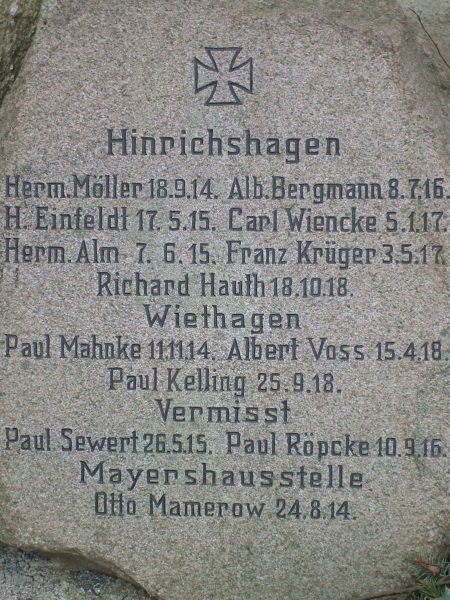 Hinrichshagen
Herm. Möller 18.9.14. Alb. Bergmann 8.7.16.
H. Einfeldt 17.5.15. Carl Wiencke 5.1.17.
Herm. Alm 7.6.15. Franz Krüger 3.5.17.
Richard Hauth 18.10.18.
Wiethagen
Paul Mahnke 11.11.14. Albert Voss 15.4.18.
Paul Kelling 25.9.18.
Vermisst
Paul Sewert 26.5.15. Paul Röpcke 10.9.16.
Mayershausstelle
Otto Mamerow 24.8.14.